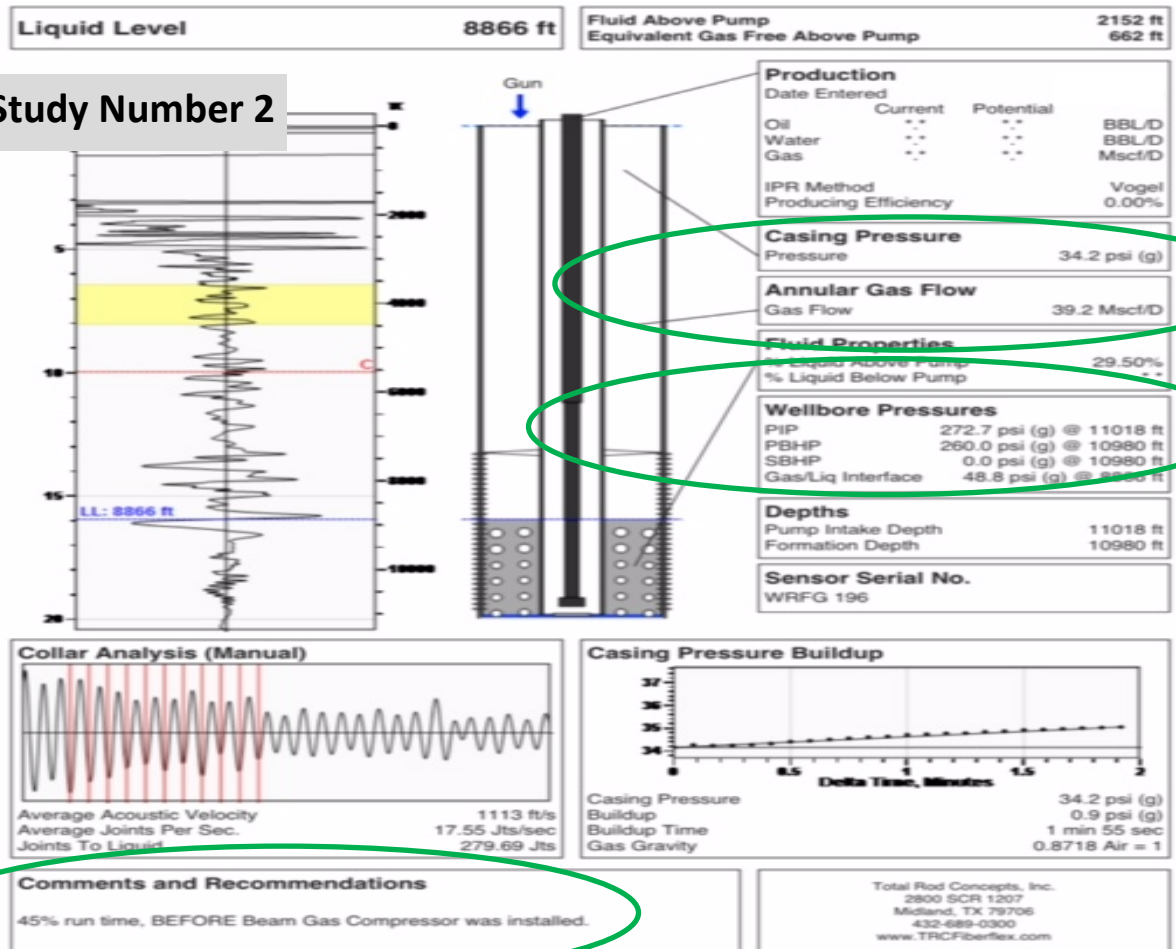 Liquid Level 8866 ft
Fluid Above Pump 2152 ft
Equivalent Gas Free Above Pump 662 ft
Study Number 2
0
2000
4000
6000
8000
10000
5
10
15
20
C
LL: 8866 ft
Gun
Production
Date Entered
Current Potential
Oil *.* *.* BBL/D
Water *.* *.* BBL/D
Gas *.* *.* Mscf/D
IPR Method Vogel
Producing Efficiency 0.00%
Casing Pressure
Pressure 34.2 psi (g)
Annular Gas Flow
Gas Flow 39.2 Mscf/D
Fluid Properties
% Liquid Above Pump 29.50%
% Liquid Below Pump *.*
Wellbore Pressures
PIP 272.7 psi (g) @ 11018 ft
PBHP 260.0 psi (g) @ 10980 ft
SBHP 0.0 psi (g) @ 10980 ft
Gas/Liq Interface 48.8 psi (g) @ 8866 ft
Depths
Pump Intake Depth 11018 ft
Formation Depth 10980 ft
Sensor Serial No.
WRFG 196
Collar Analysis (Manual)
Average Acoustic Velocity 1113 ft/s
Average Joints Per Sec. 17.55 Jts/sec
Joints To Liquid 279.69 Jts
Casing Pressure Buildup
37
36
35
34
0 0.5 1 1.5 2
Delta Time, Minutes
Casing Pressure 34.2 psi (g)
Buildup 0.9 psi (g)
Buildup Time 1 min 55 sec
Gas Gravity 0.8718 Air = 1
Comments and Recommendations
45% run time, BEFORE Beam Gas Compressor was installed.
Total Rod Concepts, Inc.
2800 SCR 1207
Midland, TX 79706
432-689-0300
www.TRCFiberflex.com